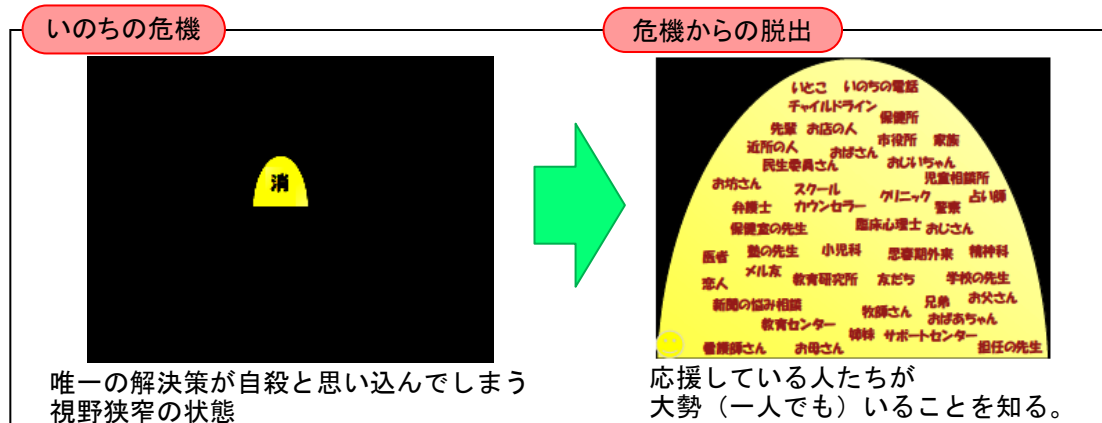 いのちの危機
危機からの脱出
消
いとこ いのちの電話
チャイルドライン
保健所
先輩 お店の人
市役所 家族
近所の人 おばさん
民生委員さん おじいちゃん
児童相談所
お坊さん
スクール
カウンセラー
クリニック 占い師
弁護士
警察
保健室の先生 臨床心理士 おじさん
医者 塾の先生 小児科 思春期外来 精神科
恋人 メル友 教育研究所 友だち 学校の先生
新聞の悩み相談 牧師さん 兄弟 お父さん
教育センター おばあちゃん
姉妹 サポートセンター
看護師さん お母さん 担任の先生
唯一の解決策が自殺と思い込んでしまう
視野狭窄の状態
応援している人たちが
大勢（一人でも）いることを知る。